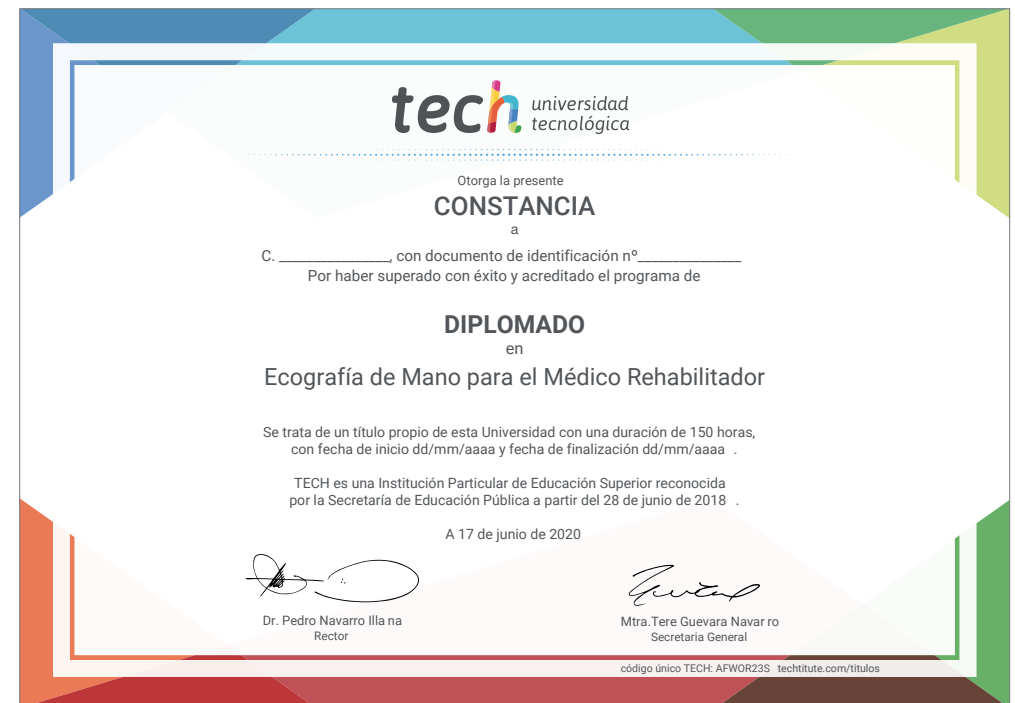 tech universidad
tecnológica
Otorga la presente
CONSTANCIA
a
C. ________________, con documento de identificación nº_______________
Por haber superado con éxito y acreditado el programa de
DIPLOMADO
en
Ecografía de Mano para el Médico Rehabilitador
Se trata de un título propio de esta Universidad con una duración de 150 horas,
con fecha de inicio dd/mm/aaaa y fecha de finalización dd/mm/aaaa .
TECH es una Institución Particular de Educación Superior reconocida
por la Secretaría de Educación Pública a partir del 28 de junio de 2018 .
A 17 de junio de 2020
Dr. Pedro Navarro Illa na
Rector
Mtra.Tere Guevara Navar ro
Secretaria General
código único TECH: AFWOR23S techtitute.com/titulos